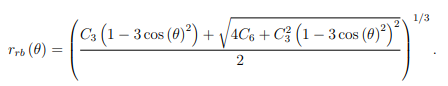 $$r_{rb}(\theta) = \left( \frac{C_3 \left(1 - 3\cos(\theta)^2\right) + \sqrt{4C_6 + C_3^2 \left(1 - 3\cos(\theta)^2\right)^2}}{2} \right)^{1/3}.$$